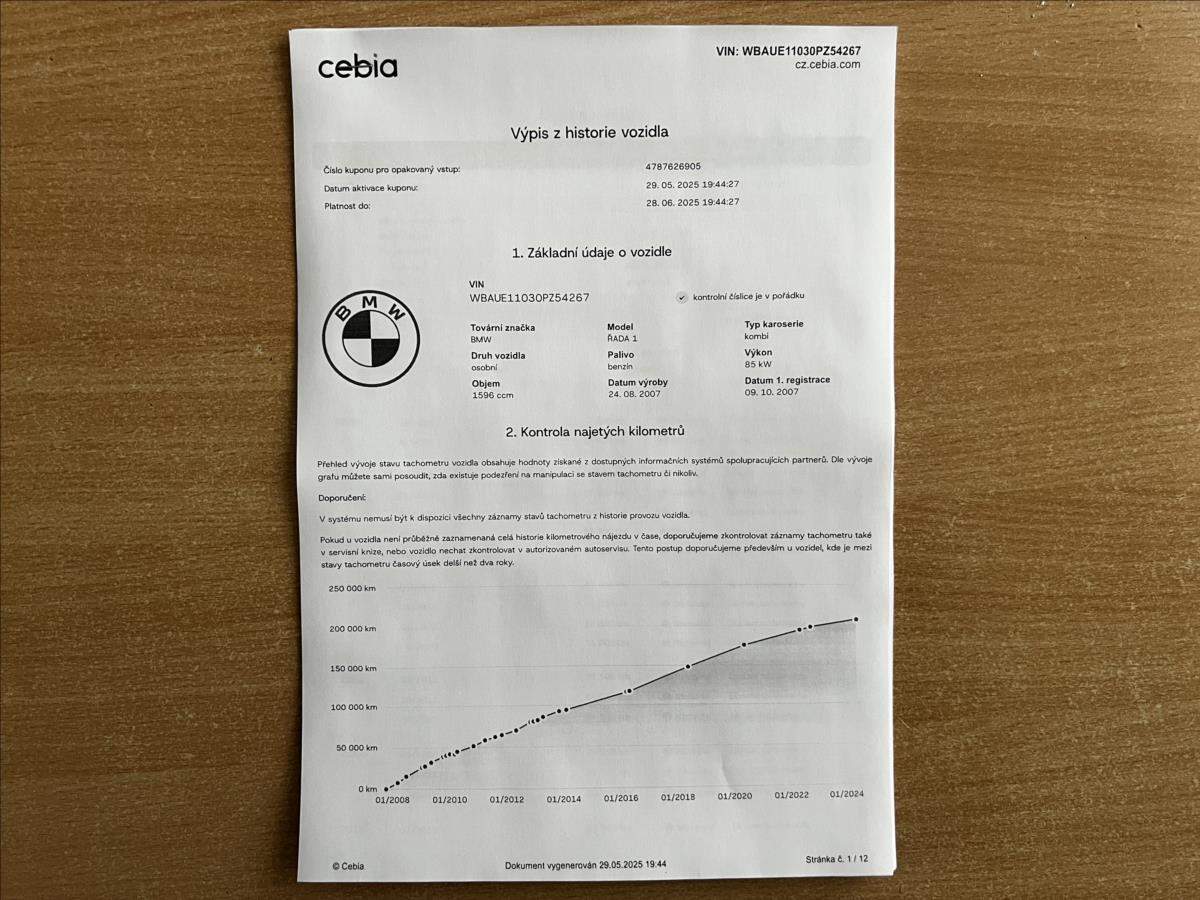 cebia
VIN: WBAUE11030PZ54267
cz.cebia.com
Výpis z historie vozidla
Číslo kuponu pro opakovaný vstup: 4787626905
Datum aktivace kuponu: 29. 05. 2025 19:44:27
Platnost do: 28. 06. 2025 19:44:27
1. Základní údaje o vozidle
BMW
VIN
WBAUE11030PZ54267
kontrolní číslice je v pořádku
Tovární značka Model Typ karoserie
BMW ŘADA 1 kombi
Druh vozidla Palivo Výkon
osobní benzín 85 kW
Objem Datum výroby Datum 1. registrace
1596 ccm 24. 08. 2007 09. 10. 2007
2. Kontrola najetých kilometrů
Přehled vývoje stavu tachometru vozidla obsahuje hodnoty získané z dostupných informačních systémů spolupracujících partnerů. Dle vývoje
grafu můžete sami posoudit, zda existuje podezření na manipulaci se stavem tachometru či nikoliv.
Doporučení:
V systému nemusí být k dispozici všechny záznamy stavů tachometru z historie provozu vozidla.
Pokud u vozidla není průběžně zaznamenaná celá historie kilometrového nájezdu v čase, doporučujeme zkontrolovat záznamy tachometru také
v servisní knize, nebo vozidlo nechat zkontrolovat v autorizovaném autoservisu. Tento postup doporučujeme především u vozidel, kde je mezi
stavy tachometru časový úsek delší než dva roky.
250 000 km
200 000 km
150 000 km
100 000 km
50 000 km
0 km
01/2008 01/2010 01/2012 01/2014 01/2016 01/2018 01/2020 01/2022 01/2024
© Cebia Dokument vygenerován 29.05.2025 19:44 Stránka č. 1 / 12